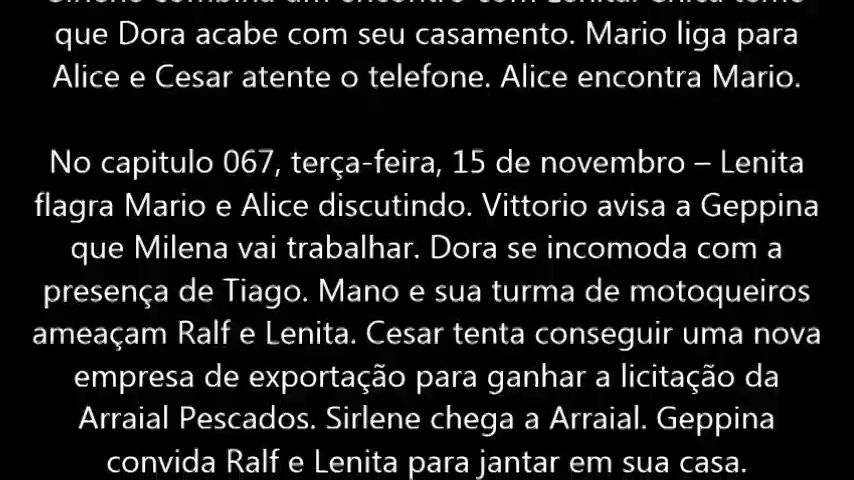 que Dora acabe com seu casamento. Mario liga para
Alice e Cesar atente o telefone. Alice encontra Mario.
No capitulo 067, terça-feira, 15 de novembro – Lenita
flagra Mario e Alice discutindo. Vittorio avisa a Geppina
que Milena vai trabalhar. Dora se incomoda com a
presença de Tiago. Mano e sua turma de motoqueiros
ameaçam Ralf e Lenita. Cesar tenta conseguir uma nova
empresa de exportação para ganhar a licitação da
Arraial Pescados. Sirlene chega a Arraial. Geppina
convida Ralf e Lenita para jantar em sua casa.